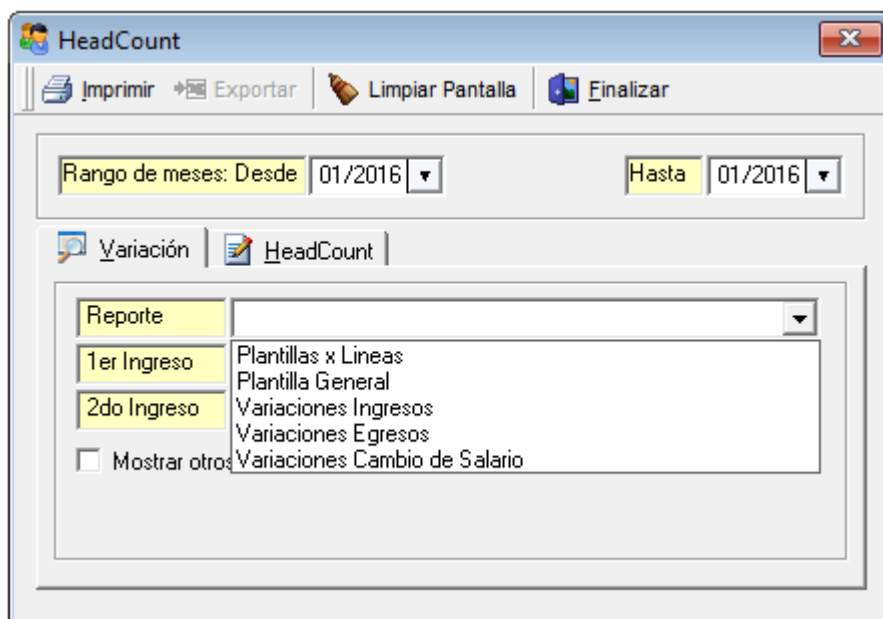 HeadCount
Imprimir Exportar Limpiar Pantalla Finalizar
Rango de meses: Desde 01/2016 Hasta 01/2016
Variación HeadCount
Reporte
1er Ingreso
2do Ingreso
Plantillas x Lineas
Plantilla General
Variaciones Ingresos
Variaciones Egresos
Variaciones Cambio de Salario
Mostrar otros